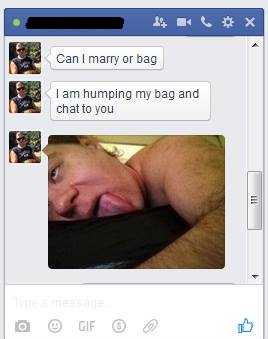 Can I marry or bag
I am humping my bag and
chat to you
Type a message...
GIF